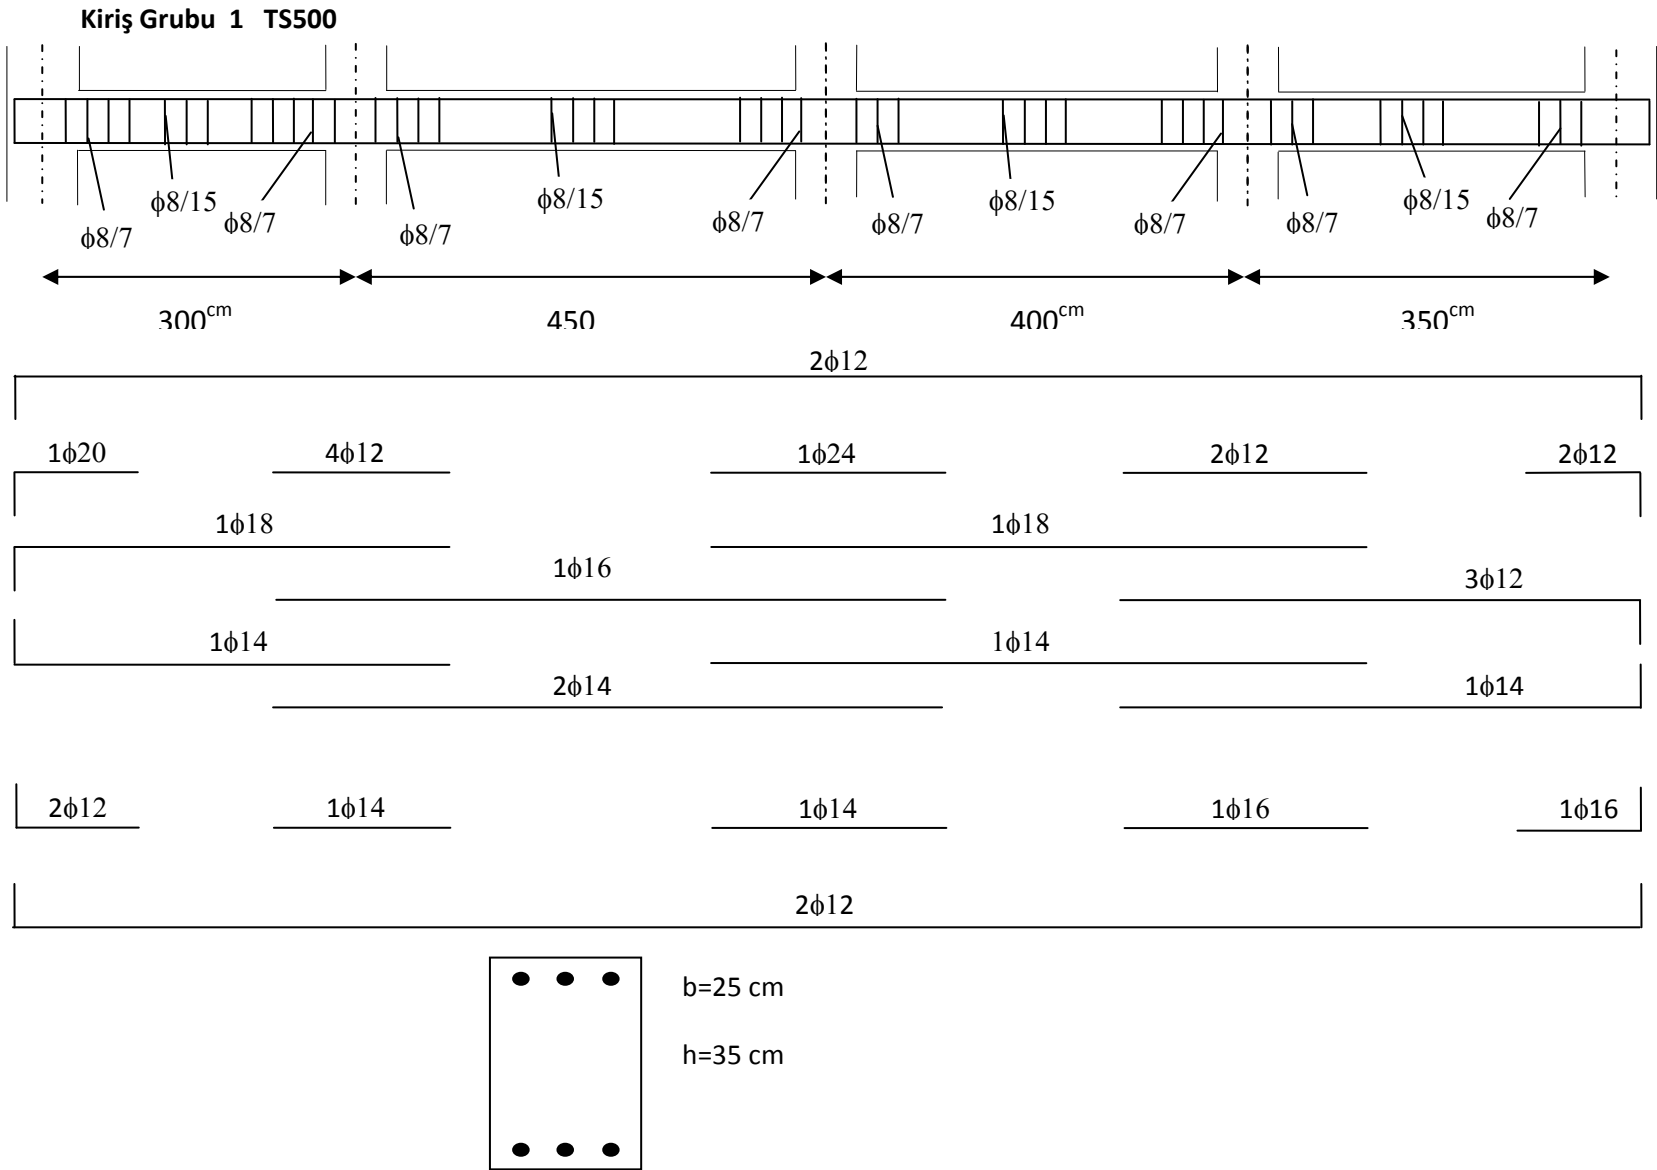 Kiriş Grubu 1 TS500
ϕ8/7 ϕ8/15 ϕ8/7 ϕ8/7 ϕ8/15 ϕ8/7 ϕ8/7 ϕ8/15 ϕ8/7 ϕ8/7 ϕ8/15 ϕ8/7
300cm 450 400cm 350cm
2ϕ12
1ϕ20 4ϕ12 1ϕ24 2ϕ12 2ϕ12
1ϕ18 1ϕ18
1ϕ16 3ϕ12
1ϕ14 1ϕ14
2ϕ14 1ϕ14
2ϕ12 1ϕ14 1ϕ14 1ϕ16 1ϕ16
2ϕ12
b=25 cm
h=35 cm